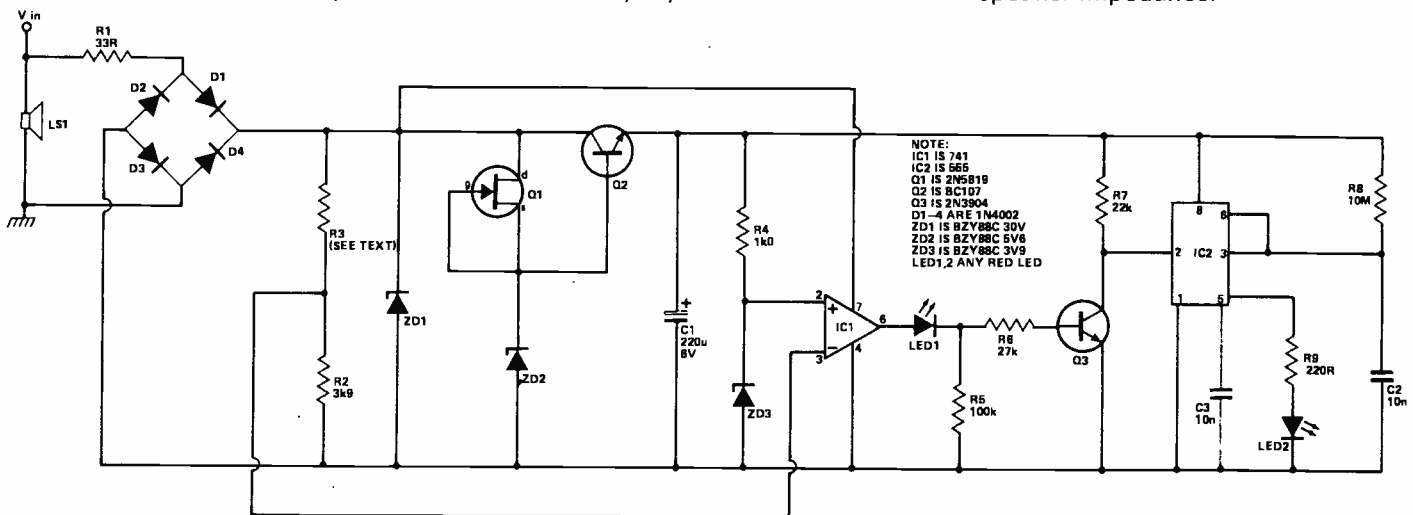 speaker impedance.
V in
R1
33R
D2
D1
LS1
D3
D4
R3
(SEE TEXT)
R2
3k9
ZD1
g
d
s
Q1
Q2
ZD2
C1
220u
6V
+
R4
1k0
ZD3
2
+
7
IC1
6
–
3
4
LED1
NOTE:
IC1 IS 741
IC2 IS 555
Q1 IS 2N5819
Q2 IS BC107
Q3 IS 2N3904
D1–4 ARE 1N4002
ZD1 IS BZY88C 30V
ZD2 IS BZY88C 5V6
ZD3 IS BZY88C 3V9
LED1,2 ANY RED LED
R5
100k
R6
27k
Q3
R7
22k
8
6
2
IC2
3
1
5
C3
10n
R9
220R
LED2
R8
10M
C2
10n